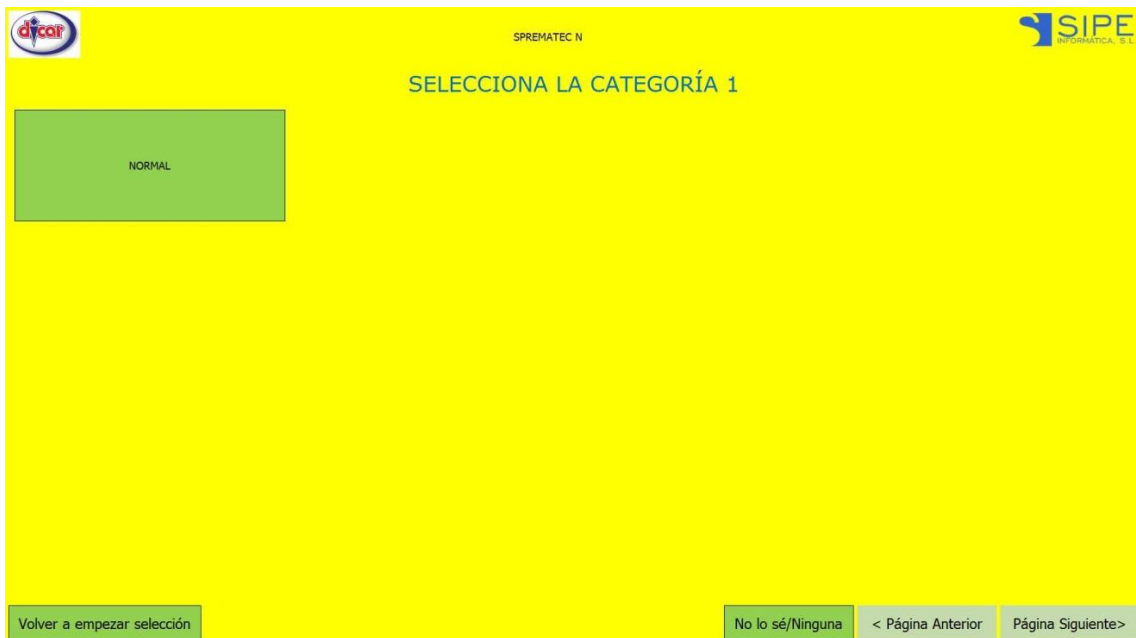 dicar
SPREMATEC N
SIPE
INFORMÁTICA, S.L
SELECCIONA LA CATEGORÍA 1
NORMAL
Volver a empezar selección
No lo sé/Ninguna
< Página Anterior
Página Siguiente>